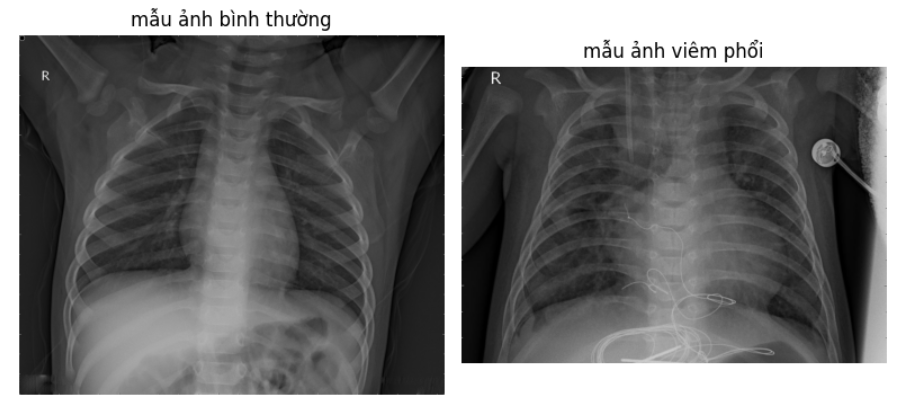 mẫu ảnh bình thường
R
mẫu ảnh viêm phổi
R